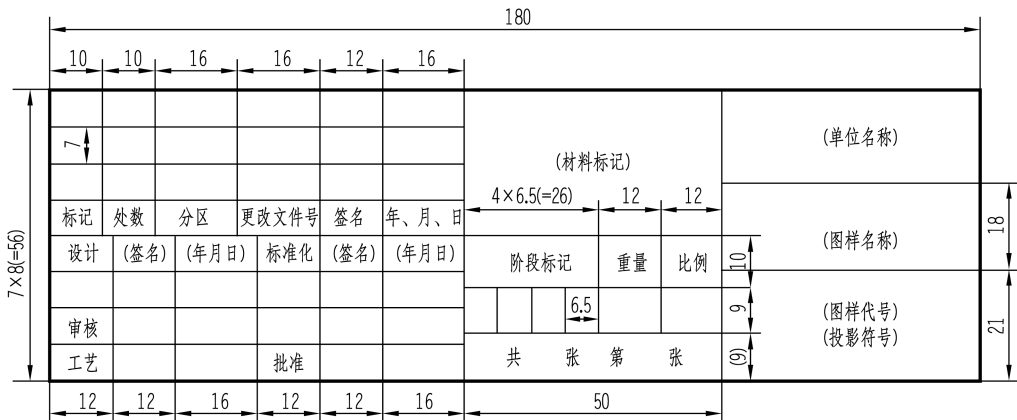 180
10 10 16 16 12 16
7
(单位名称)
(材料标记)
4×6.5(=26) 12 12
标记 处数 分区 更改文件号 签名 年、月、日
18
7×8(=56)
设计 (签名) (年月日) 标准化 (签名) (年月日)
(图样名称)
阶段标记 重量 比例 10
6.5 9
(图样代号)
(投影符号)
21
审核
工艺 批准
共 张 第 张 (9)
12 12 16 12 12 16 50